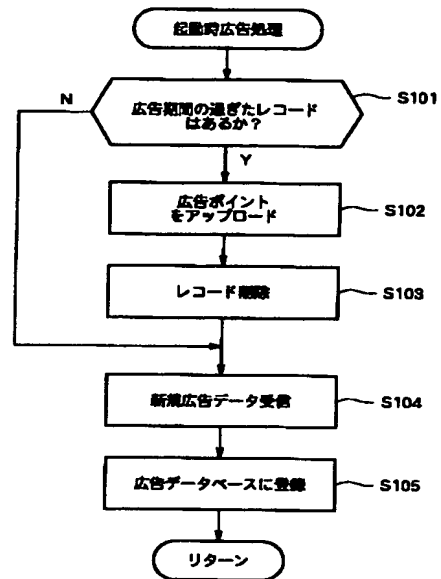 起動時広告処理
N
広告期間の過ぎたレコード
はあるか？
S101
Y
広告ポイント
をアップロード
S102
レコード削除
S103
新規広告データ受信
S104
広告データベースに登録
S105
リターン